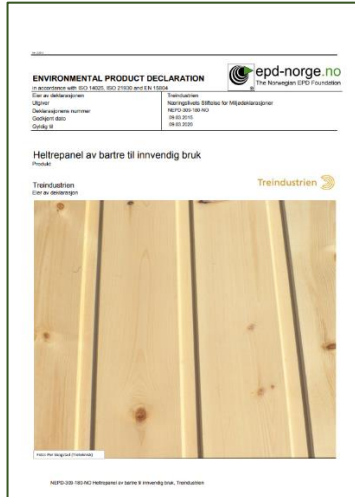 ENVIRONMENTAL PRODUCT DECLARATION
in accordance with ISO 14025, ISO 21930 and EN 15804
epd-norge.no
The Norwegian EPD Foundation
Eier av deklarasjonen Treindustrien
Utgiver Næringslivets Stiftelse for Miljødeklarasjoner
Deklarasjonens nummer NEPD-309-180-NO
Godkjent dato 09.03.2015
Gyldig til 09.03.2020
Heltrepanel av bartre til innvendig bruk
Produkt
Treindustrien
Eier av deklarasjon
Treindustrien
NEPD-309-180-NO Heltrepanel av bartre til innvendig bruk, Treindustrien